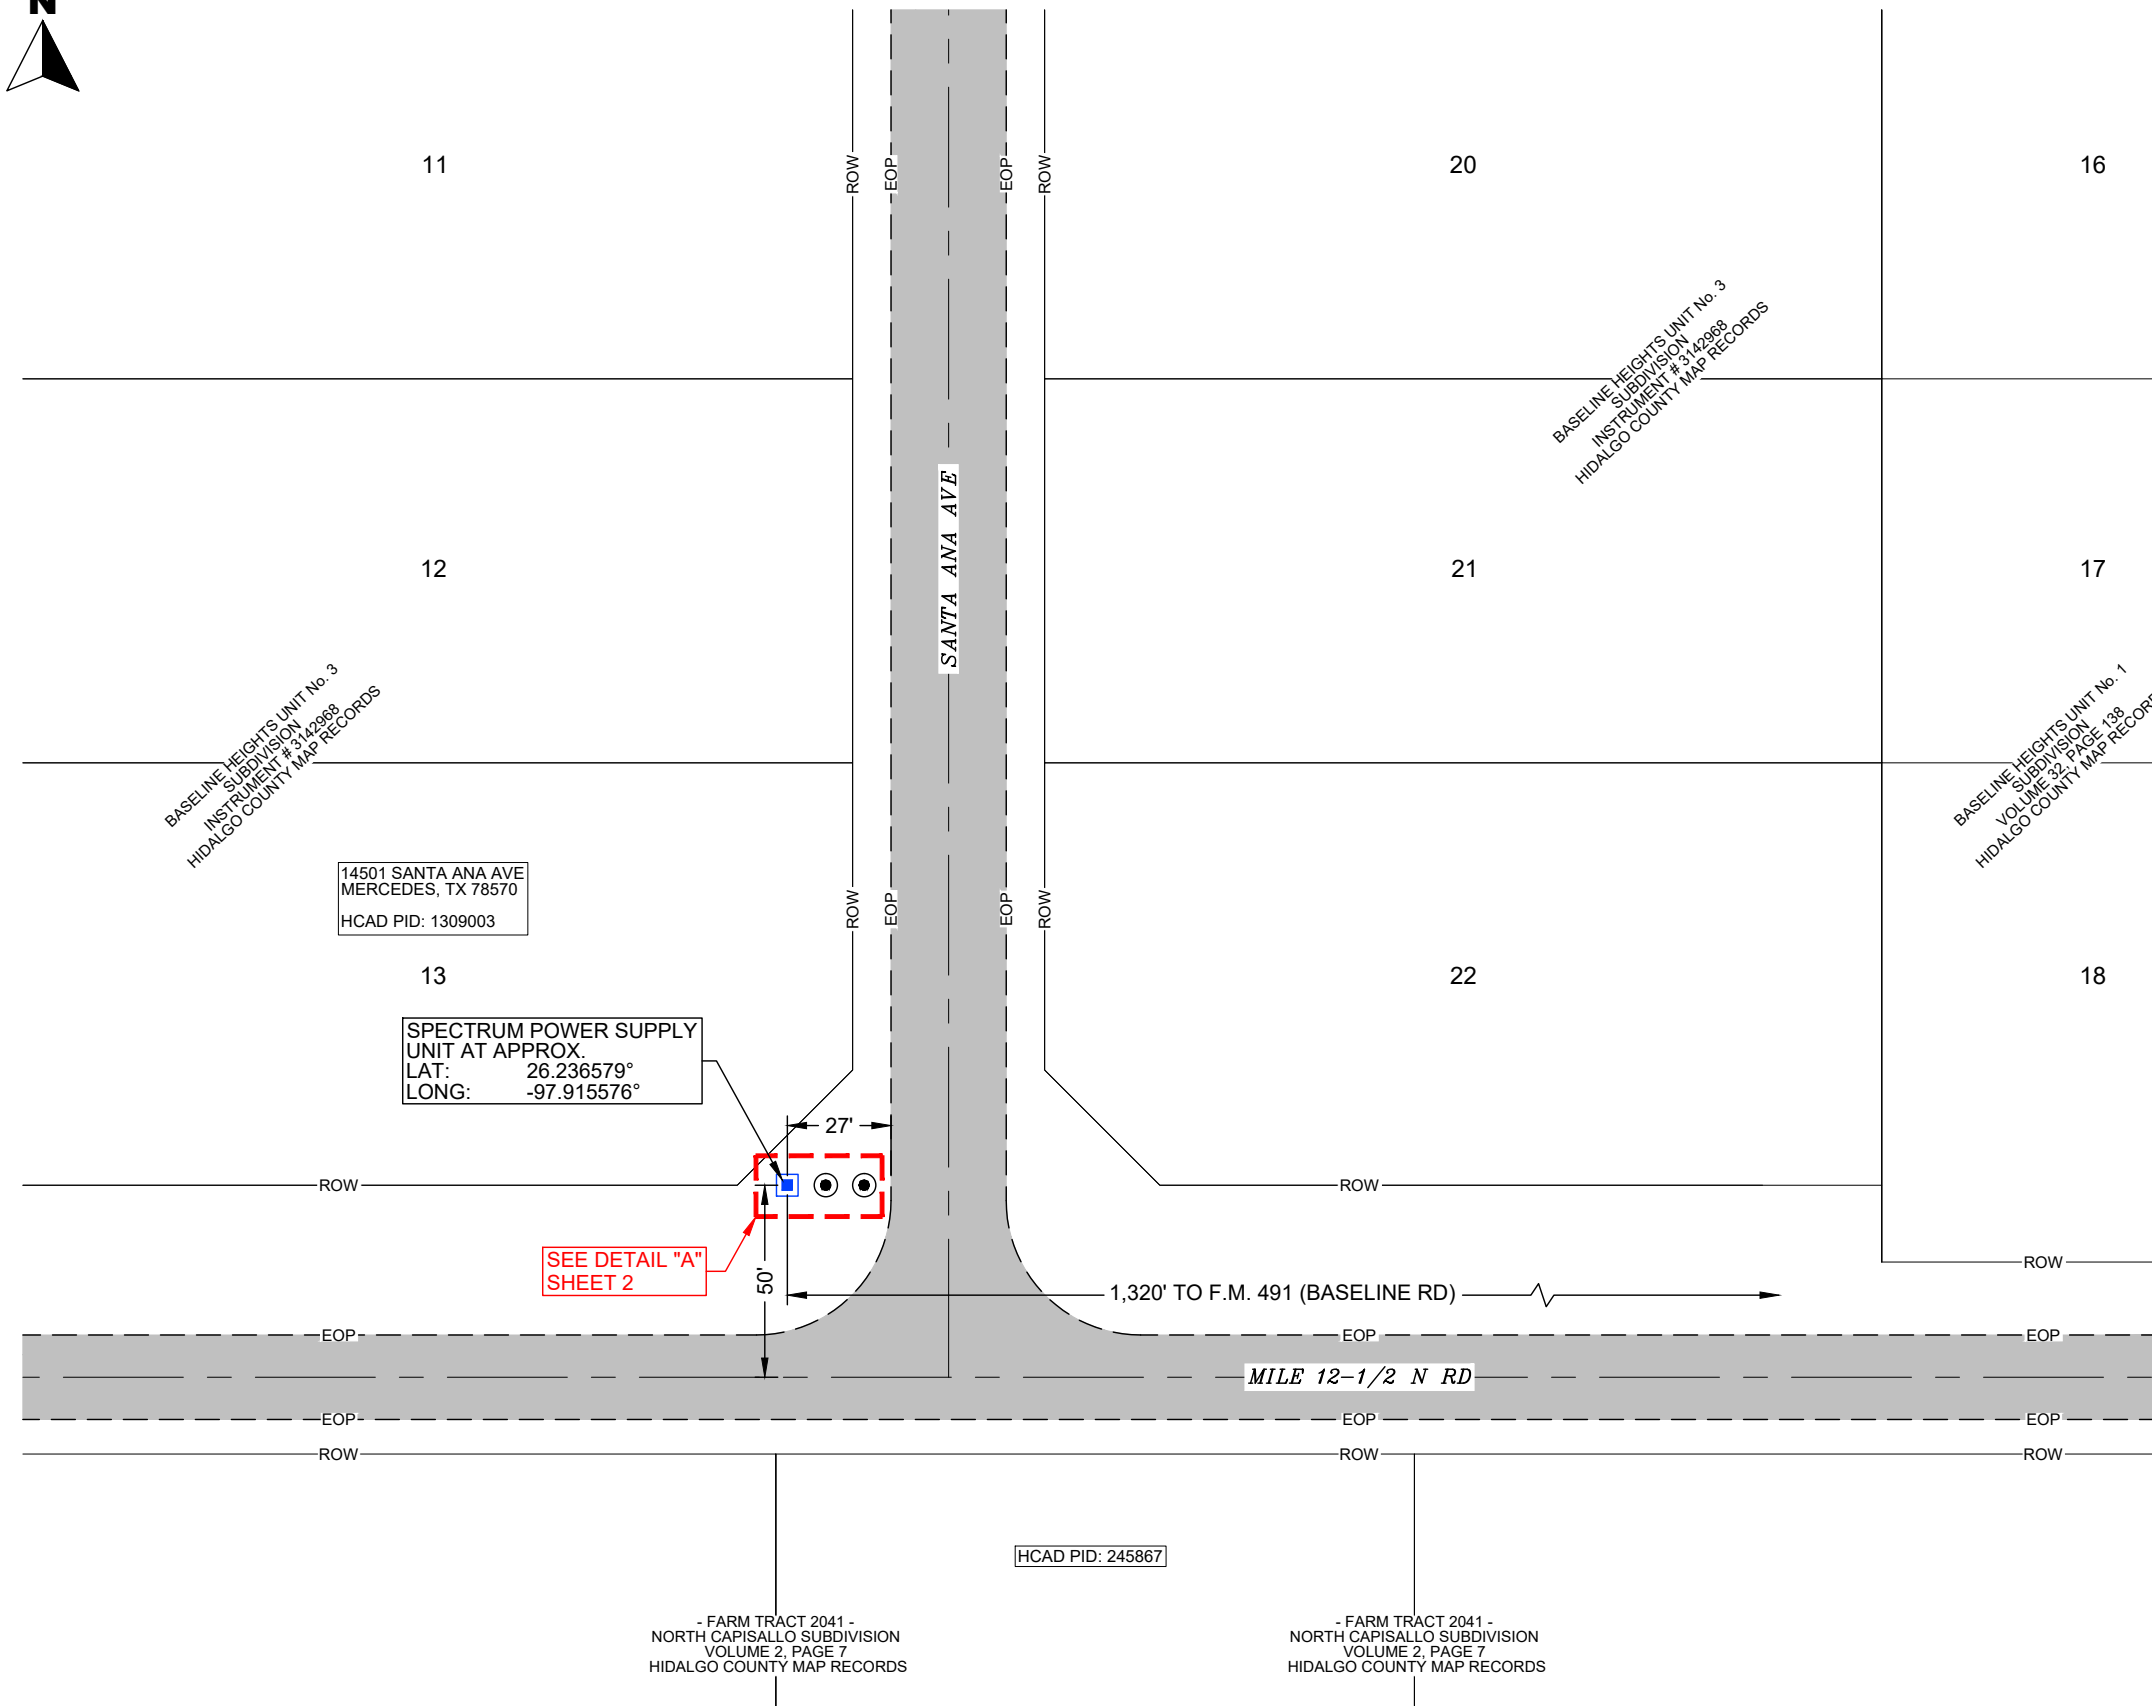 N
11
20
16
ROW
EOP
EOP
ROW
BASELINE HEIGHTS UNIT No. 3
SUBDIVISION
INSTRUMENT # 3142968
HIDALGO COUNTY MAP RECORDS
SANTA ANA AVE
12
21
17
BASELINE HEIGHTS UNIT No. 3
SUBDIVISION
INSTRUMENT # 3142968
HIDALGO COUNTY MAP RECORDS
BASELINE HEIGHTS UNIT No. 1
SUBDIVISION
VOLUME 32, PAGE 138
HIDALGO COUNTY MAP RECOR
14501 SANTA ANA AVE
MERCEDES, TX 78570
HCAD PID: 1309003
ROW
EOP
EOP
ROW
13
22
18
SPECTRUM POWER SUPPLY
UNIT AT APPROX.
LAT: 26.236579°
LONG: -97.915576°
27'
ROW
ROW
SEE DETAIL "A"
SHEET 2
50'
ROW
1,320' TO F.M. 491 (BASELINE RD)
EOP
EOP
EOP
MILE 12-1/2 N RD
EOP
EOP
EOP
ROW
ROW
ROW
HCAD PID: 245867
- FARM TRACT 2041 -
NORTH CAPISALLO SUBDIVISION
VOLUME 2, PAGE 7
HIDALGO COUNTY MAP RECORDS
- FARM TRACT 2041 -
NORTH CAPISALLO SUBDIVISION
VOLUME 2, PAGE 7
HIDALGO COUNTY MAP RECORDS